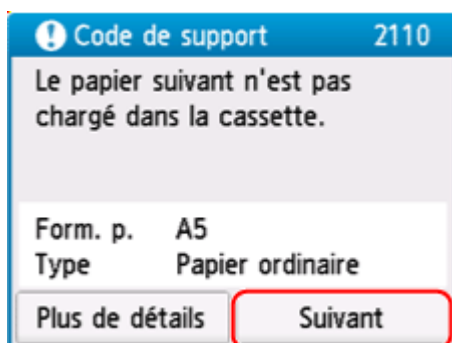 Code de support 2110
Le papier suivant n'est pas
chargé dans la cassette.
Form. p. A5
Type Papier ordinaire
Plus de détails Suivant